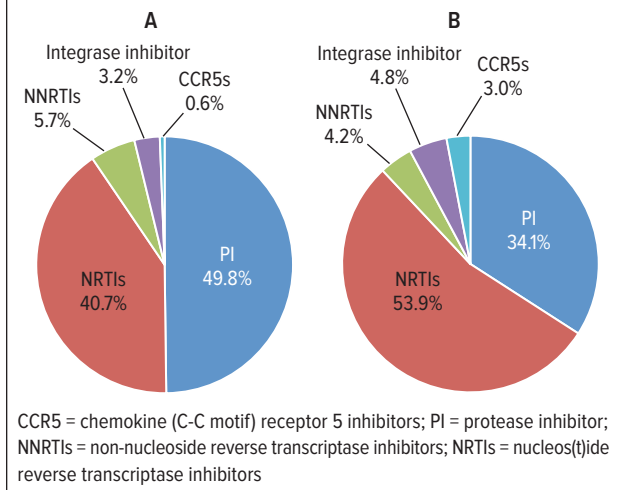 A
Integrase inhibitor
3.2%
CCR5s
0.6%
NNRTIs
5.7%
PI
49.8%
NRTIs
40.7%
B
Integrase inhibitor
4.8%
CCR5s
3.0%
NNRTIs
4.2%
PI
34.1%
NRTIs
53.9%
CCR5 = chemokine (C-C motif) receptor 5 inhibitors; PI = protease inhibitor;
NNRTIs = non-nucleoside reverse transcriptase inhibitors; NRTIs = nucleos(t)ide
reverse transcriptase inhibitors